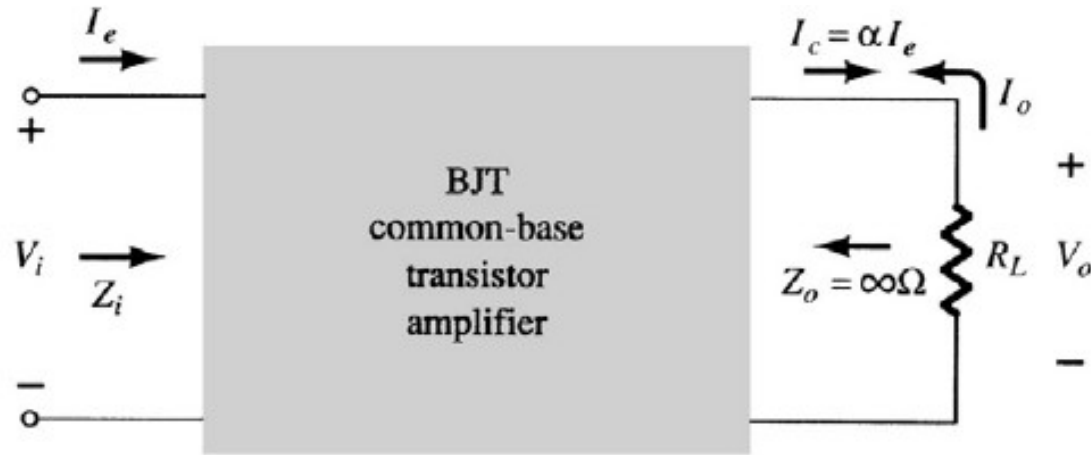 I_e
I_c = αI_e
I_o
+
+
BJT
common-base
transistor
amplifier
V_i
Z_i
Z_o = ∞Ω
R_L
V_o
−
−